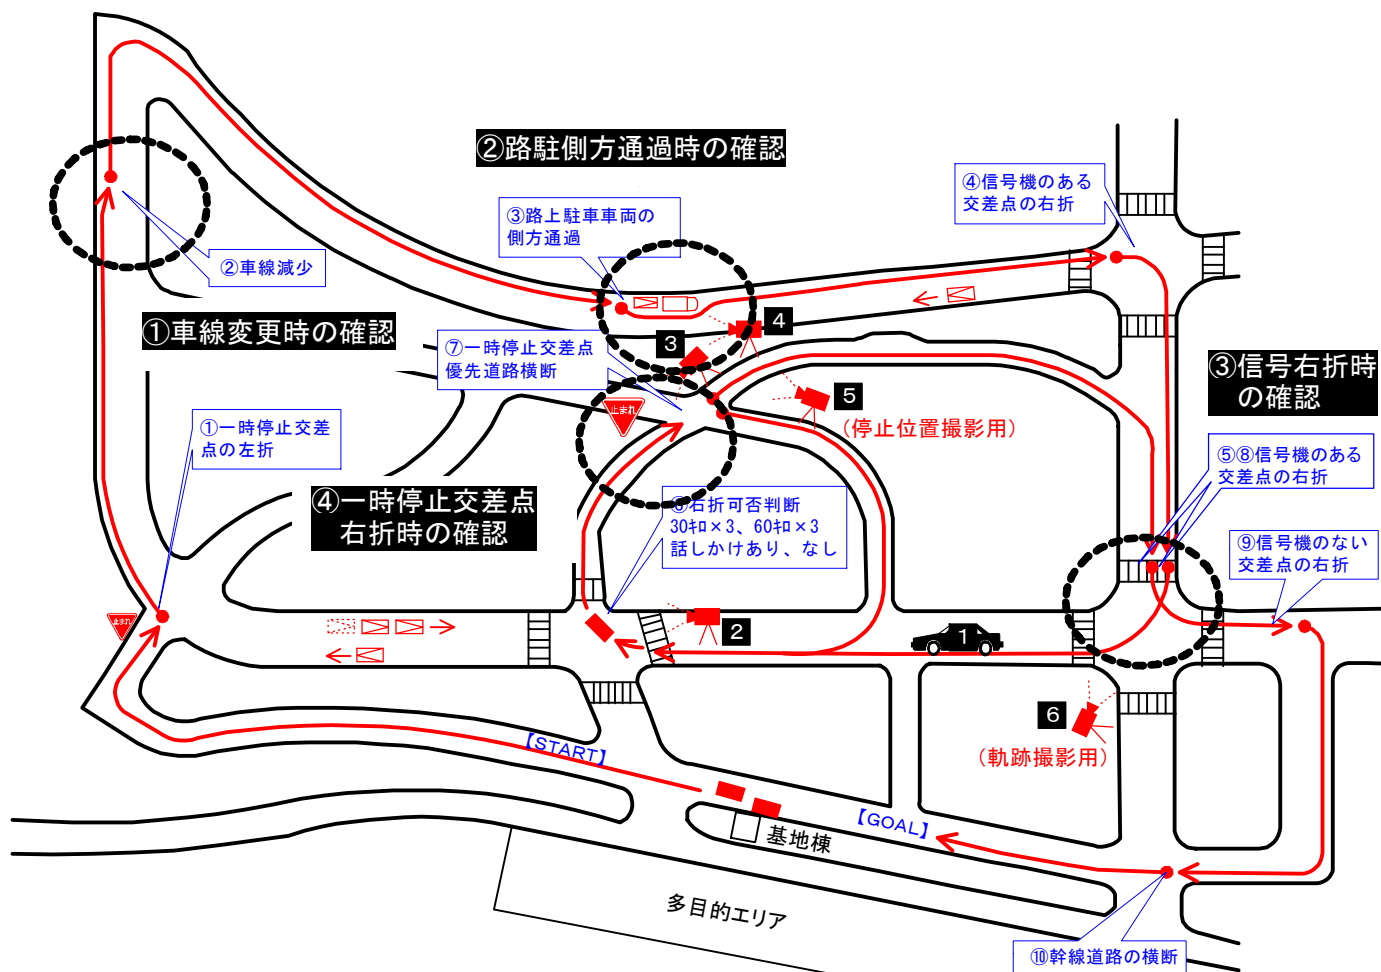 ②路駐側方通過時の確認
③路上駐車車両の
側方通過
④信号機のある
交差点の右折
②車線減少
①車線変更時の確認
4
3
⑦一時停止交差点
優先道路横断
5
(停止位置撮影用)
止まれ
③信号右折時
の確認
①一時停止交差
点の左折
⑤⑧信号機のある
交差点の右折
④一時停止交差点
右折時の確認
⑥右折可否判断
30㌔×3、60㌔×3
話しかけあり、なし
⑨信号機のない
交差点の右折
止まれ
2
1
6
(軌跡撮影用)
【START】
【GOAL】
基地棟
多目的エリア
⑩幹線道路の横断